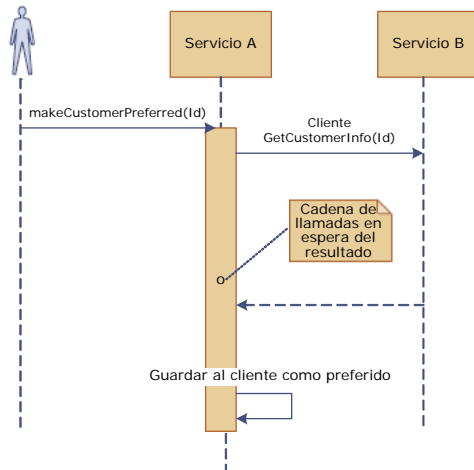 Servicio A
Servicio B
makeCustomerPreferred(Id)
Cliente
GetCustomerInfo(Id)
Cadena de
llamadas en
espera del
resultado
o
Guardar al cliente como preferido